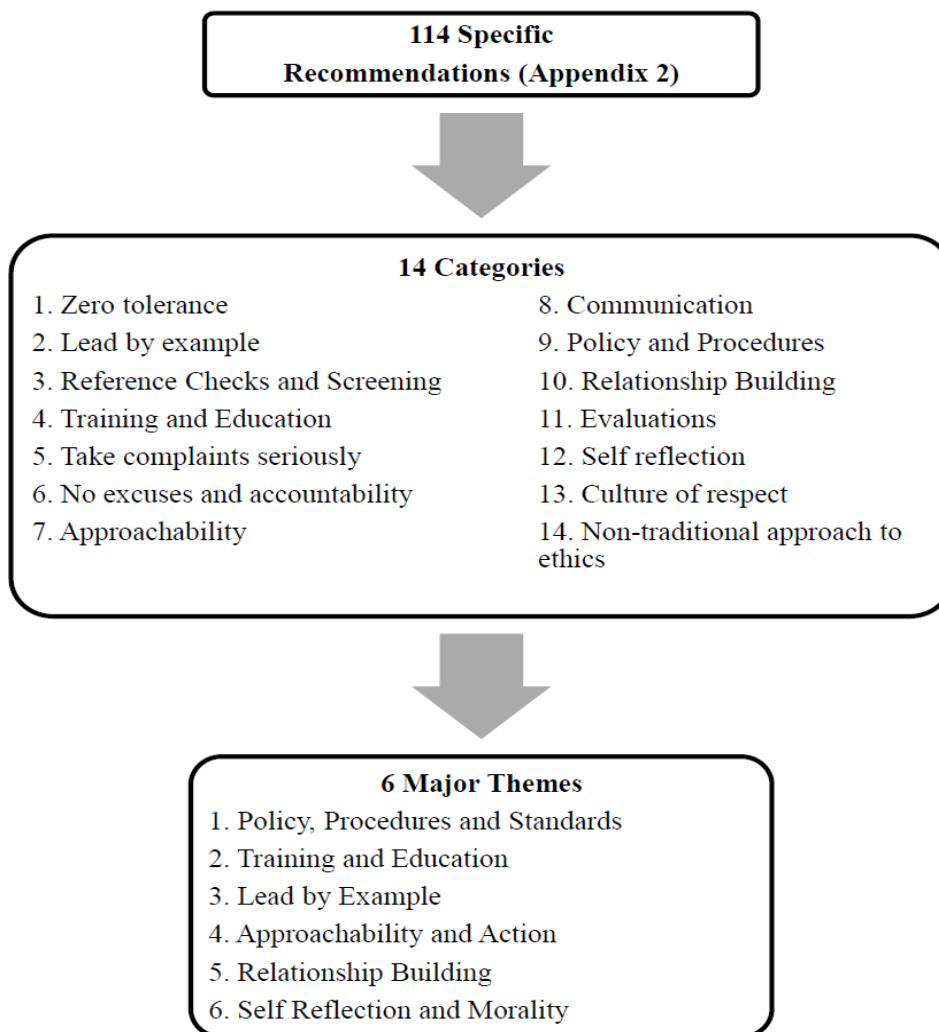 114 Specific
Recommendations (Appendix 2)
14 Categories
1. Zero tolerance
2. Lead by example
3. Reference Checks and Screening
4. Training and Education
5. Take complaints seriously
6. No excuses and accountability
7. Approachability
8. Communication
9. Policy and Procedures
10. Relationship Building
11. Evaluations
12. Self reflection
13. Culture of respect
14. Non-traditional approach to
ethics
6 Major Themes
1. Policy, Procedures and Standards
2. Training and Education
3. Lead by Example
4. Approachability and Action
5. Relationship Building
6. Self Reflection and Morality